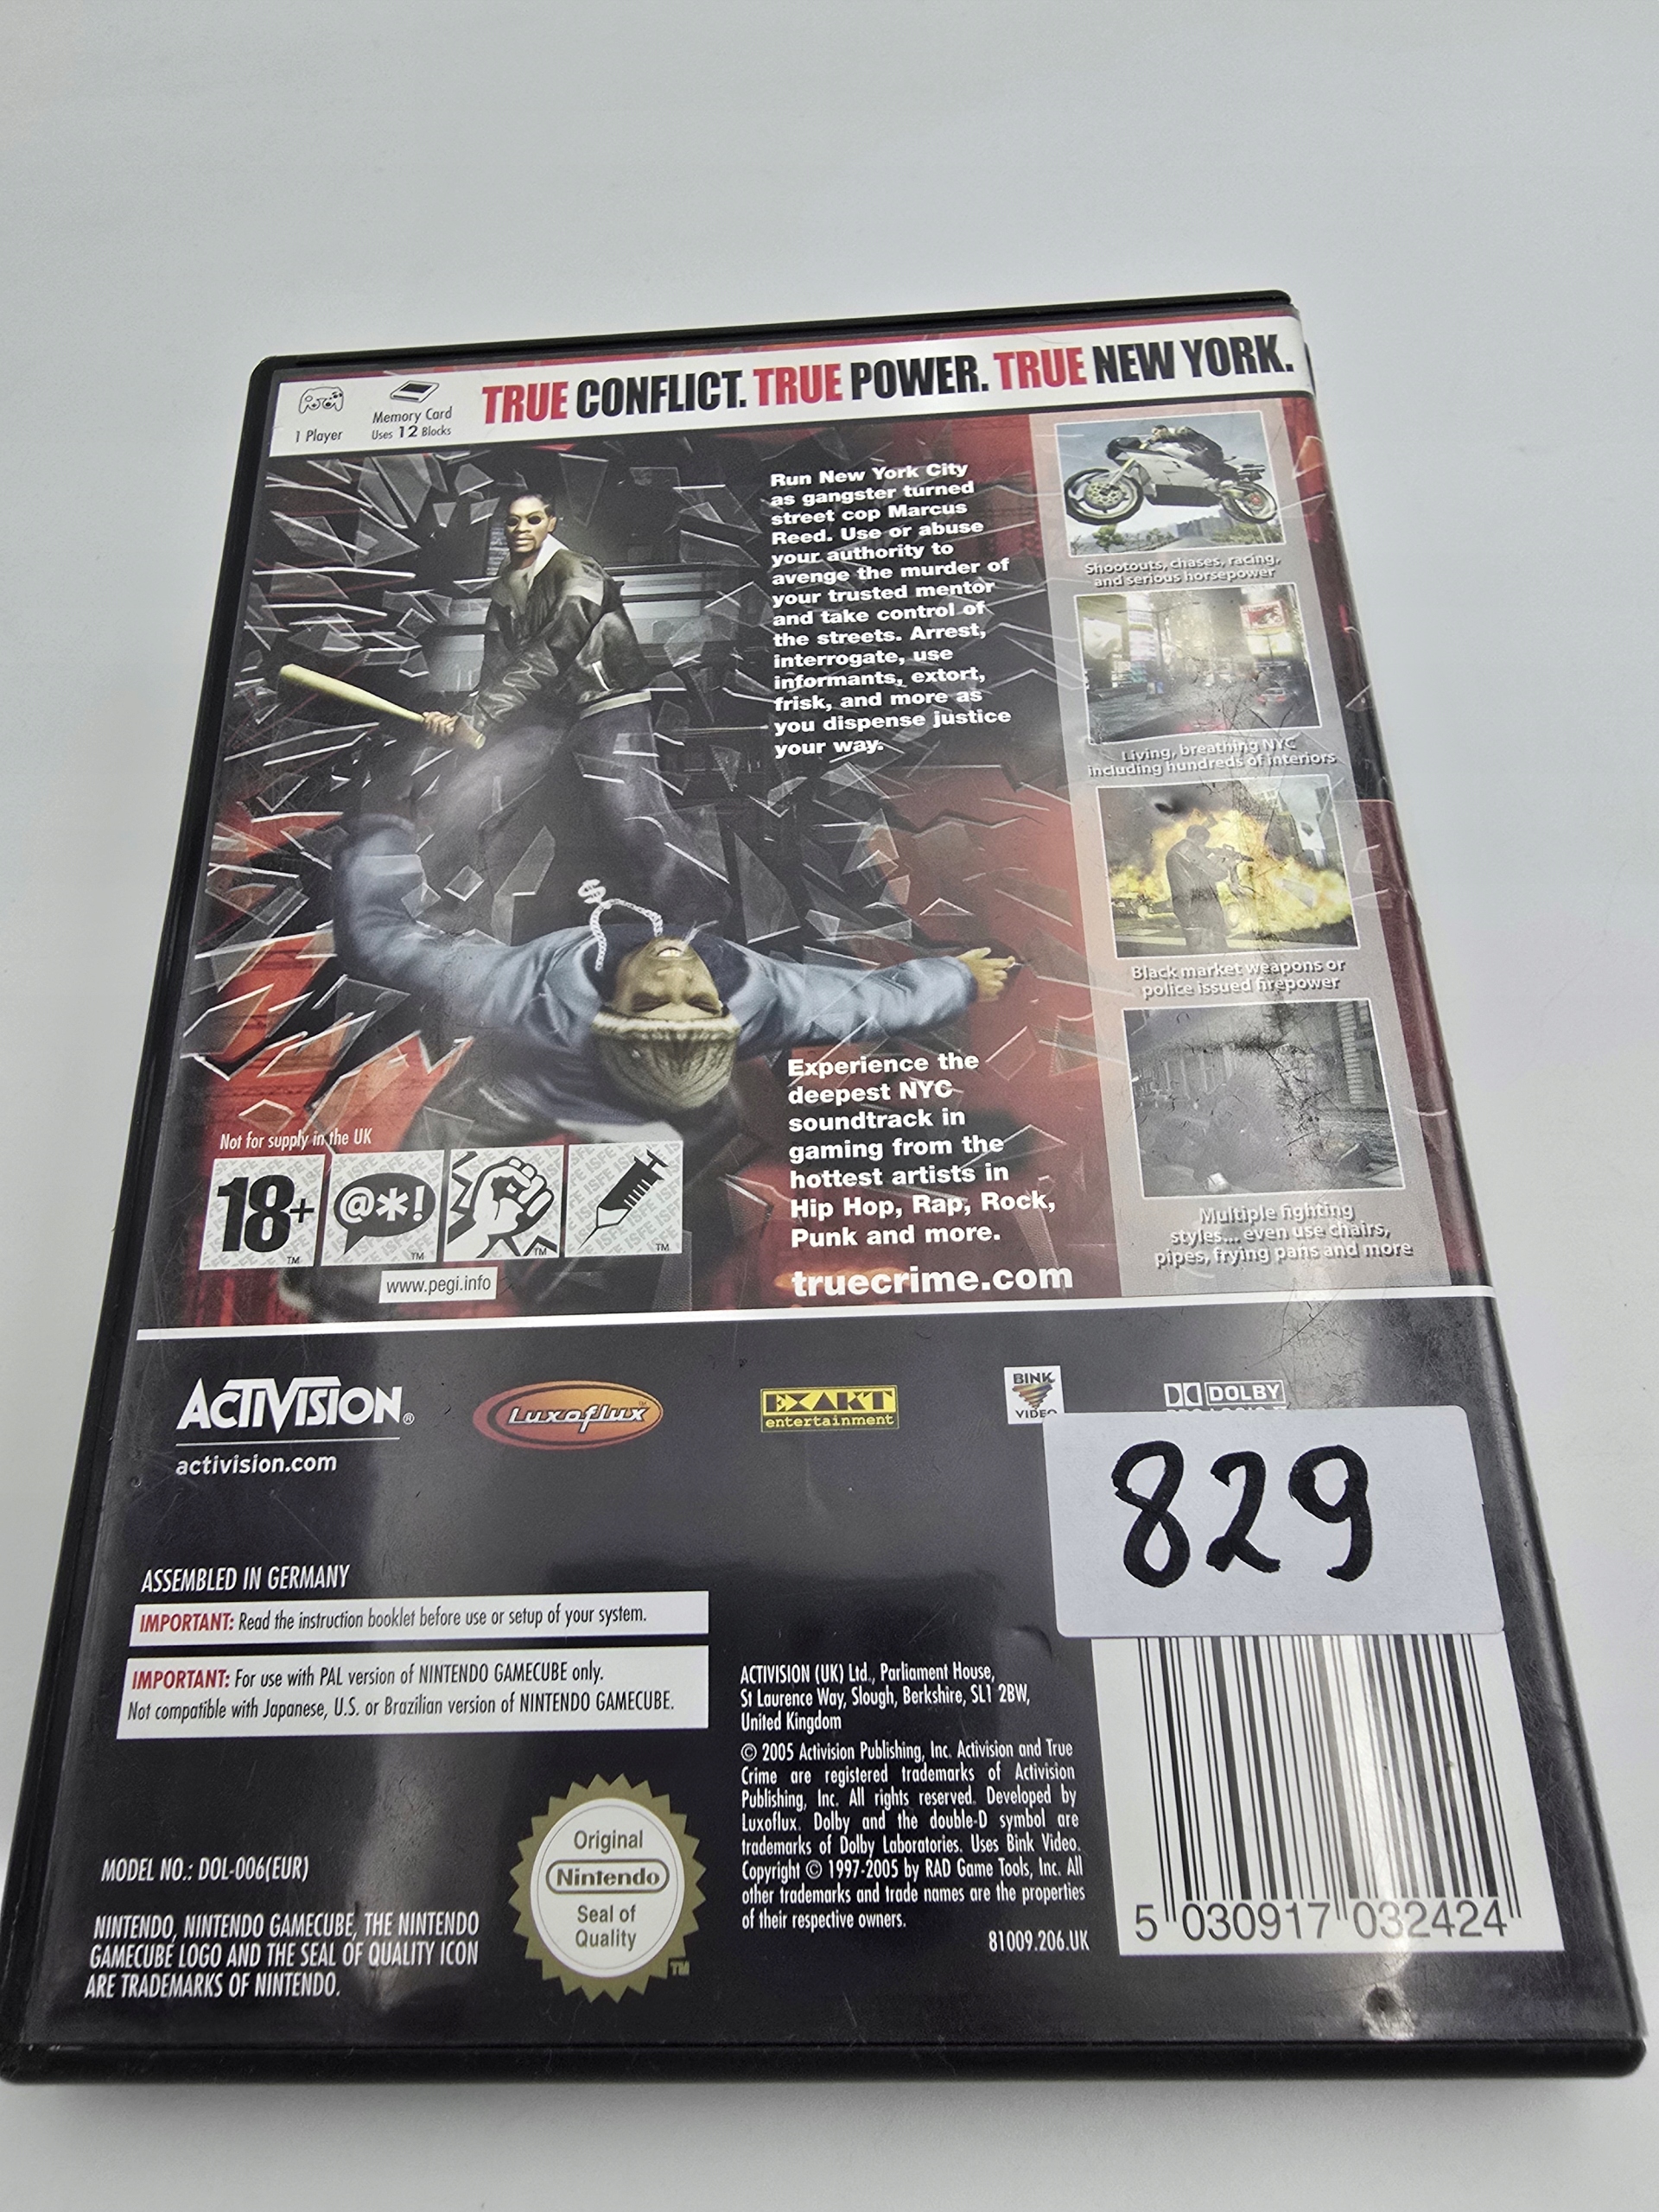 1 Player
Memory Card
Uses 12 Blocks
TRUE CONFLICT. TRUE POWER. TRUE NEW YORK.
Run New York City
as gangster turned
street cop Marcus
Reed. Use or abuse
your authority to
avenge the murder of
your trusted mentor
and take control of
the streets. Arrest,
interrogate, use
informants, extort,
frisk, and more as
you dispense justice
your way.
Shootouts, chases, racing,
and serious horsepower
Living, breathing NYC
including hundreds of interiors
Black market weapons or
police issued firepower
Multiple fighting
styles... even use chairs,
pipes, frying pans and more
Experience the
deepest NYC
soundtrack in
gaming from the
hottest artists in
Hip Hop, Rap, Rock,
Punk and more.
truecrime.com
Not for supply in the UK
18+
TM
@*!
TM
TM
TM
www.pegi.info
ACTIVISION®
activision.com
Luxoflux™
EXAKT
entertainment
BINK
VIDEO
DOLBY
829
ASSEMBLED IN GERMANY
IMPORTANT: Read the instruction booklet before use or setup of your system.
IMPORTANT: For use with PAL version of NINTENDO GAMECUBE only.
Not compatible with Japanese, U.S. or Brazilian version of NINTENDO GAMECUBE.
MODEL NO.: DOL-006(EUR)
NINTENDO, NINTENDO GAMECUBE, THE NINTENDO
GAMECUBE LOGO AND THE SEAL OF QUALITY ICON
ARE TRADEMARKS OF NINTENDO.
Original
Nintendo
Seal of
Quality
TM
ACTIVISION (UK) Ltd., Parliament House,
St Laurence Way, Slough, Berkshire, SL1 2BW,
United Kingdom
© 2005 Activision Publishing, Inc. Activision and True
Crime are registered trademarks of Activision
Publishing, Inc. All rights reserved. Developed by
Luxoflux. Dolby and the double-D symbol are
trademarks of Dolby Laboratories. Uses Bink Video.
Copyright © 1997-2005 by RAD Game Tools, Inc. All
other trademarks and trade names are the properties
of their respective owners.
81009.206.UK
5 030917 032424